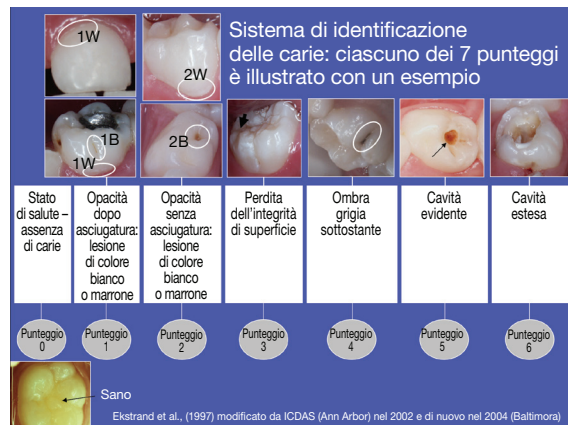 Sistema di identificazione
delle carie: ciascuno dei 7 punteggi
è illustrato con un esempio
1W
2W
1B
1W
2B
Stato
di salute –
assenza
di carie
Opacità
dopo
asciugatura:
lesione
di colore
bianco
o marrone
Opacità
senza
asciugatura:
lesione
di colore
bianco
o marrone
Perdita
dell'integrità
di superficie
Ombra
grigia
sottostante
Cavità
evidente
Cavità
estesa
Punteggio
0
Punteggio
1
Punteggio
2
Punteggio
3
Punteggio
4
Punteggio
5
Punteggio
6
Sano
Ekstrand et al., (1997) modificato da ICDAS (Ann Arbor) nel 2002 e di nuovo nel 2004 (Baltimora)